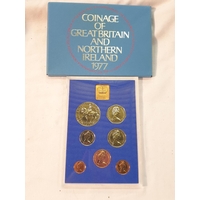 COINAGE OF
GREAT BRITAIN
AND
NORTHERN
IRELAND
1977